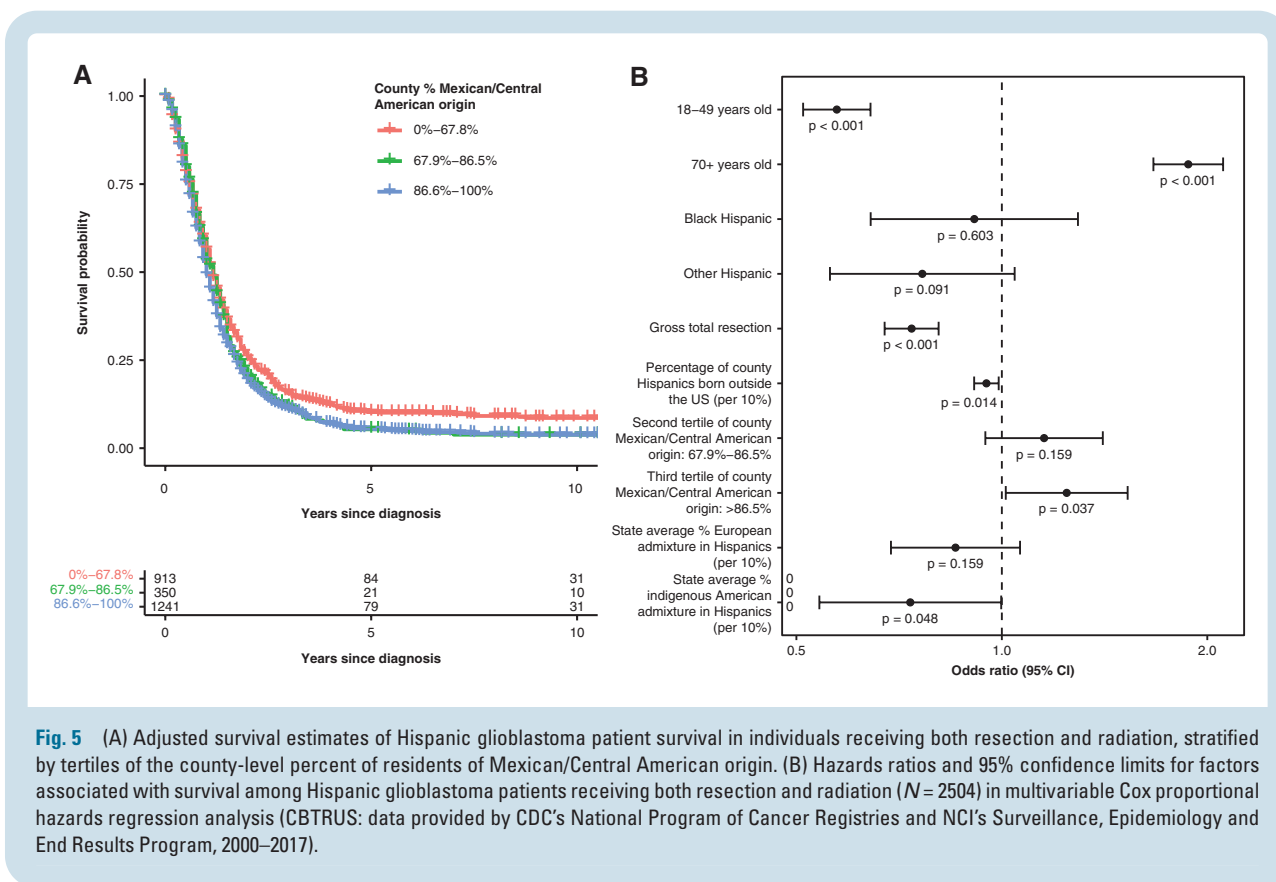 A
County % Mexican/Central
American origin
0%–67.8%
67.9%–86.5%
86.6%–100%
1.00
0.75
0.50
0.25
0.00
Survival probability
0 5 10
Years since diagnosis
0%–67.8% 913 84 31
67.9%–86.5% 350 21 10
86.6%–100% 1241 79 31
0 5 10
Years since diagnosis
B
18–49 years old
p < 0.001
70+ years old
p < 0.001
Black Hispanic
p = 0.603
Other Hispanic
p = 0.091
Gross total resection
p < 0.001
Percentage of county
Hispanics born outside
the US (per 10%)
p = 0.014
Second tertile of county
Mexican/Central American
origin: 67.9%–86.5%
p = 0.159
Third tertile of county
Mexican/Central American
origin: >86.5%
p = 0.037
State average % European
admixture in Hispanics
(per 10%)
p = 0.159
State average %
indigenous American
admixture in Hispanics
(per 10%)
0
0
0
p = 0.048
0.5 1.0 2.0
Odds ratio (95% CI)
Fig. 5 (A) Adjusted survival estimates of Hispanic glioblastoma patient survival in individuals receiving both resection and radiation, stratified
by tertiles of the county-level percent of residents of Mexican/Central American origin. (B) Hazards ratios and 95% confidence limits for factors
associated with survival among Hispanic glioblastoma patients receiving both resection and radiation (N = 2504) in multivariable Cox proportional
hazards regression analysis (CBTRUS: data provided by CDC's National Program of Cancer Registries and NCI's Surveillance, Epidemiology and
End Results Program, 2000–2017).